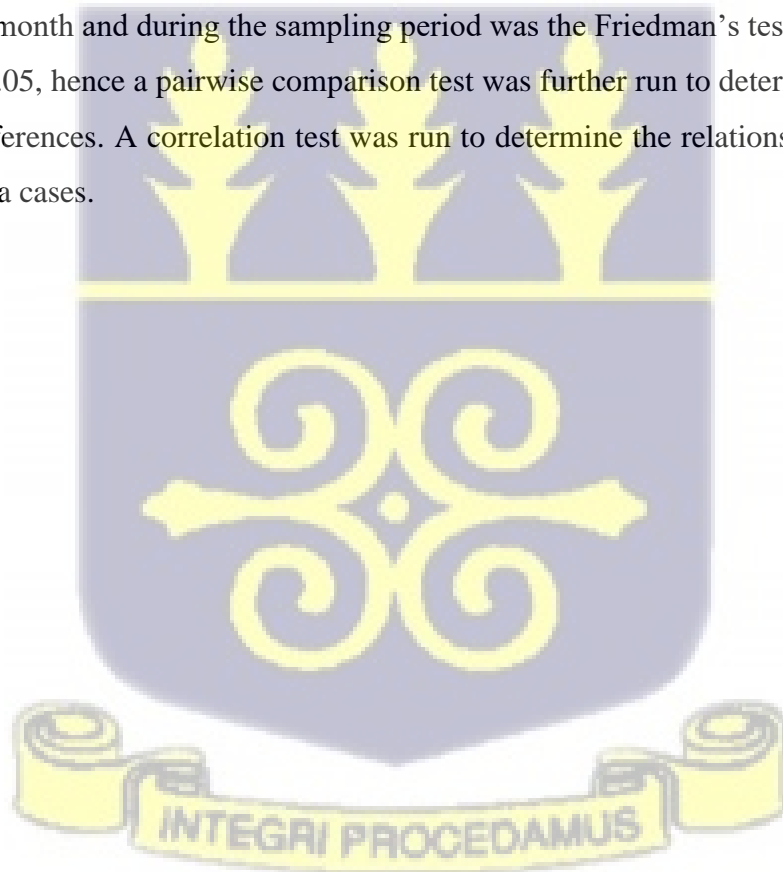 month and during the sampling period was the Friedman’s tes
05, hence a pairwise comparison test was further run to deter
ferences. A correlation test was run to determine the relations
a cases.
INTEGRI PROCEDAMUS